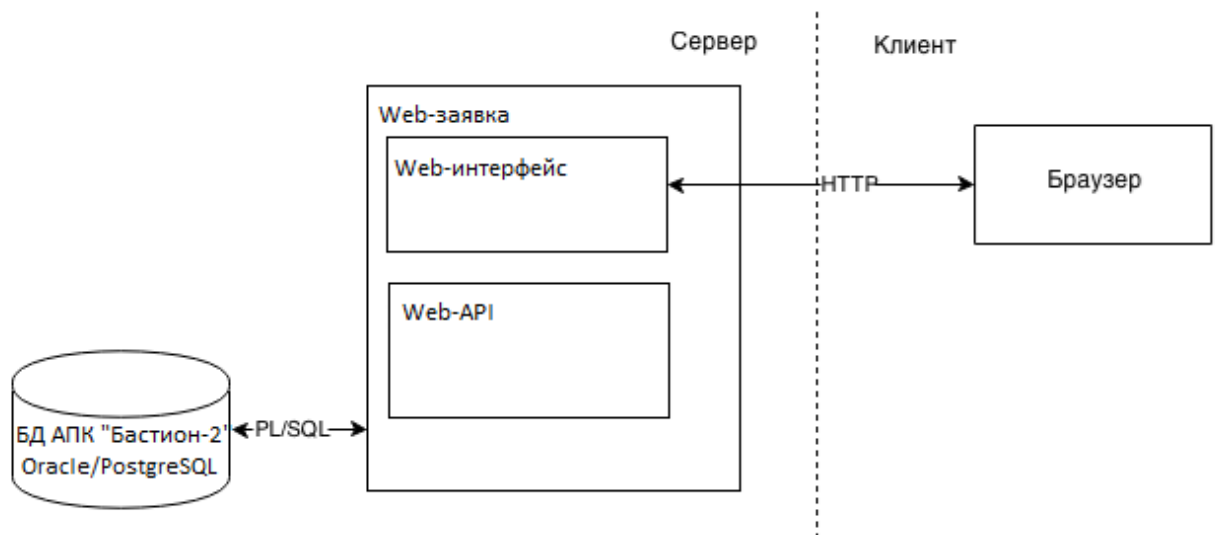 Сервер
Клиент
Web-заявка
Web-интерфейс
HTTP
Браузер
Web-API
БД АПК "Бастион-2"
Oracle/PostgreSQL
PL/SQL